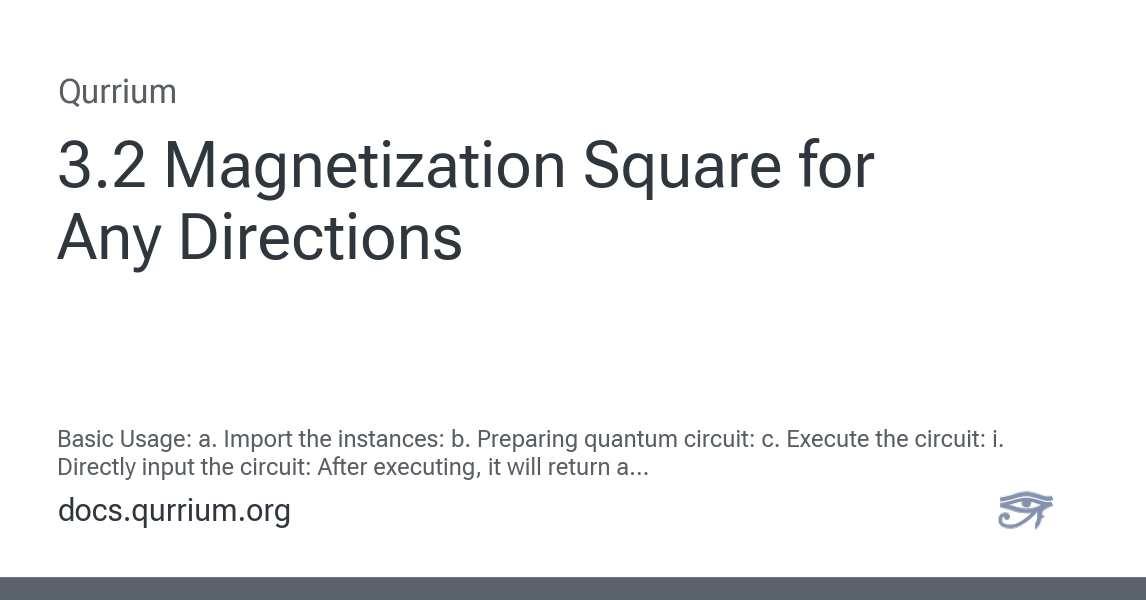 Qurrium
3.2 Magnetization Square for
Any Directions
Basic Usage: a. Import the instances: b. Preparing quantum circuit: c. Execute the circuit: i.
Directly input the circuit: After executing, it will return a...
docs.qurrium.org